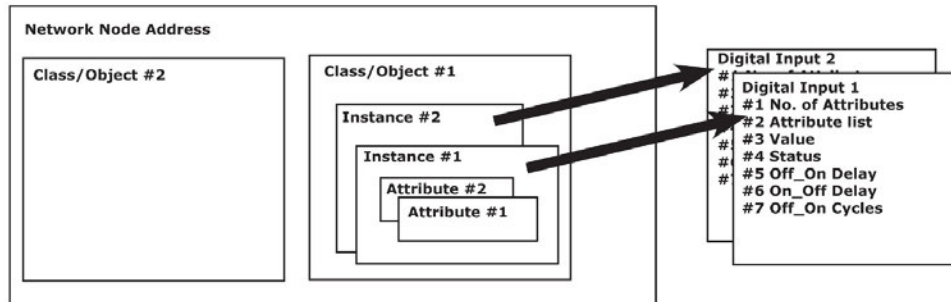 Network Node Address
Class/Object #2
Class/Object #1
Instance #2
Instance #1
Attribute #2
Attribute #1
Digital Input 2
Digital Input 1
#1 No. of Attributes
#2 Attribute list
#3 Value
#4 Status
#5 Off_On Delay
#6 On_Off Delay
#7 Off_On Cycles